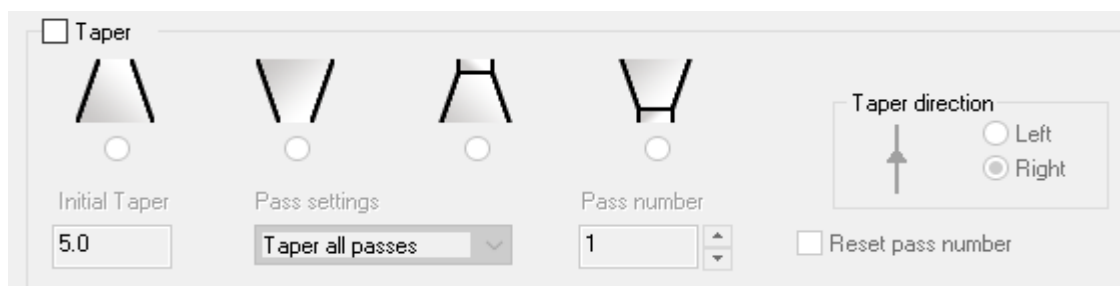 Taper
Taper direction
Left
Right
Initial Taper
Pass settings
Pass number
5.0
Taper all passes
1
Reset pass number